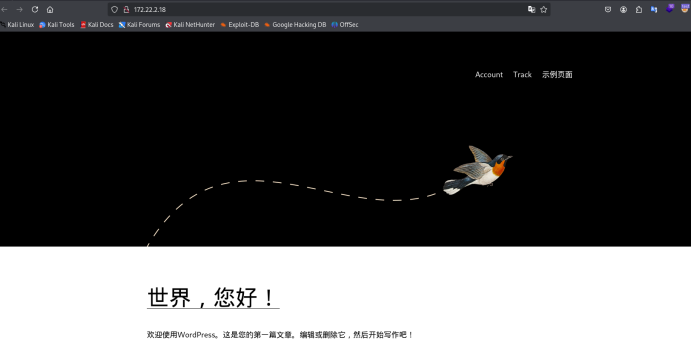 172.22.2.18
Kali Linux Kali Tools Kali Docs Kali Forums Kali NetHunter Exploit-DB Google Hacking DB OffSec
Account Track 示例页面
世界，您好！
欢迎使用WordPress。这是您的第一篇文章。编辑或删除它，然后开始写作吧！